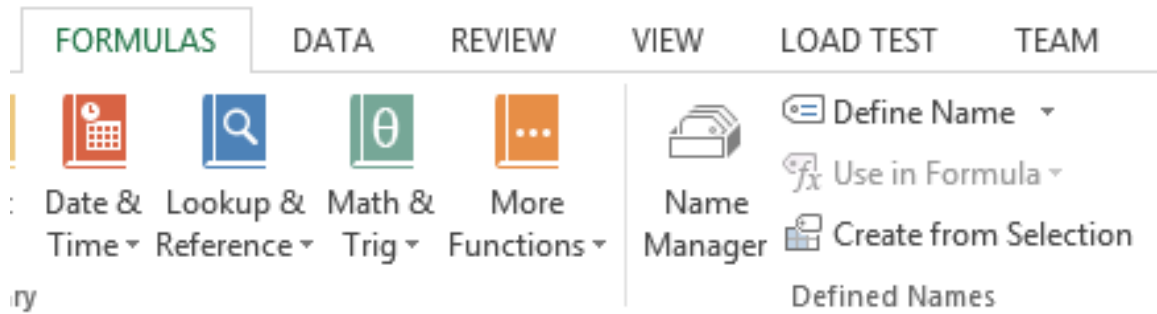 FORMULAS DATA REVIEW VIEW LOAD TEST TEAM
Date & Time
Lookup & Reference
Math & Trig
More Functions
Name Manager
Define Name
Use in Formula
Create from Selection
ry
Defined Names